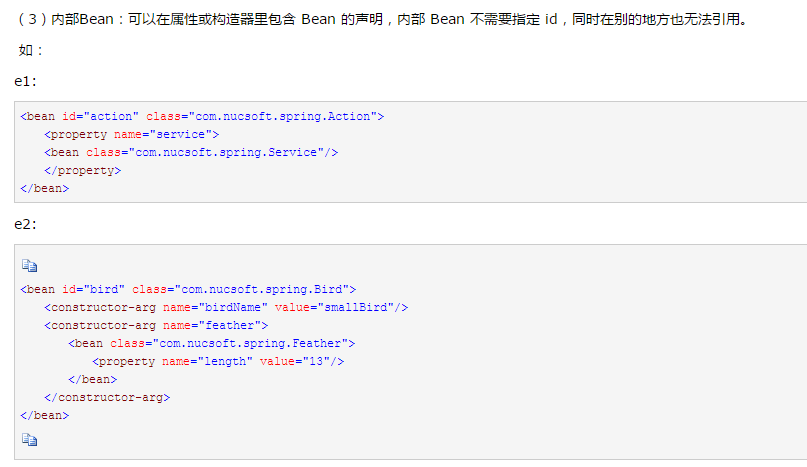 （3）内部Bean：可以在属性或构造器里包含 Bean 的声明，内部 Bean 不需要指定 id，同时在别的地方也无法引用。
如：
e1:
<bean id="action" class="com.nucsoft.spring.Action">
<property name="service">
<bean class="com.nucsoft.spring.Service"/>
</property>
</bean>
e2:
<bean id="bird" class="com.nucsoft.spring.Bird">
<constructor-arg name="birdName" value="smallBird"/>
<constructor-arg name="feather">
<bean class="com.nucsoft.spring.Feather">
<property name="length" value="13"/>
</bean>
</constructor-arg>
</bean>